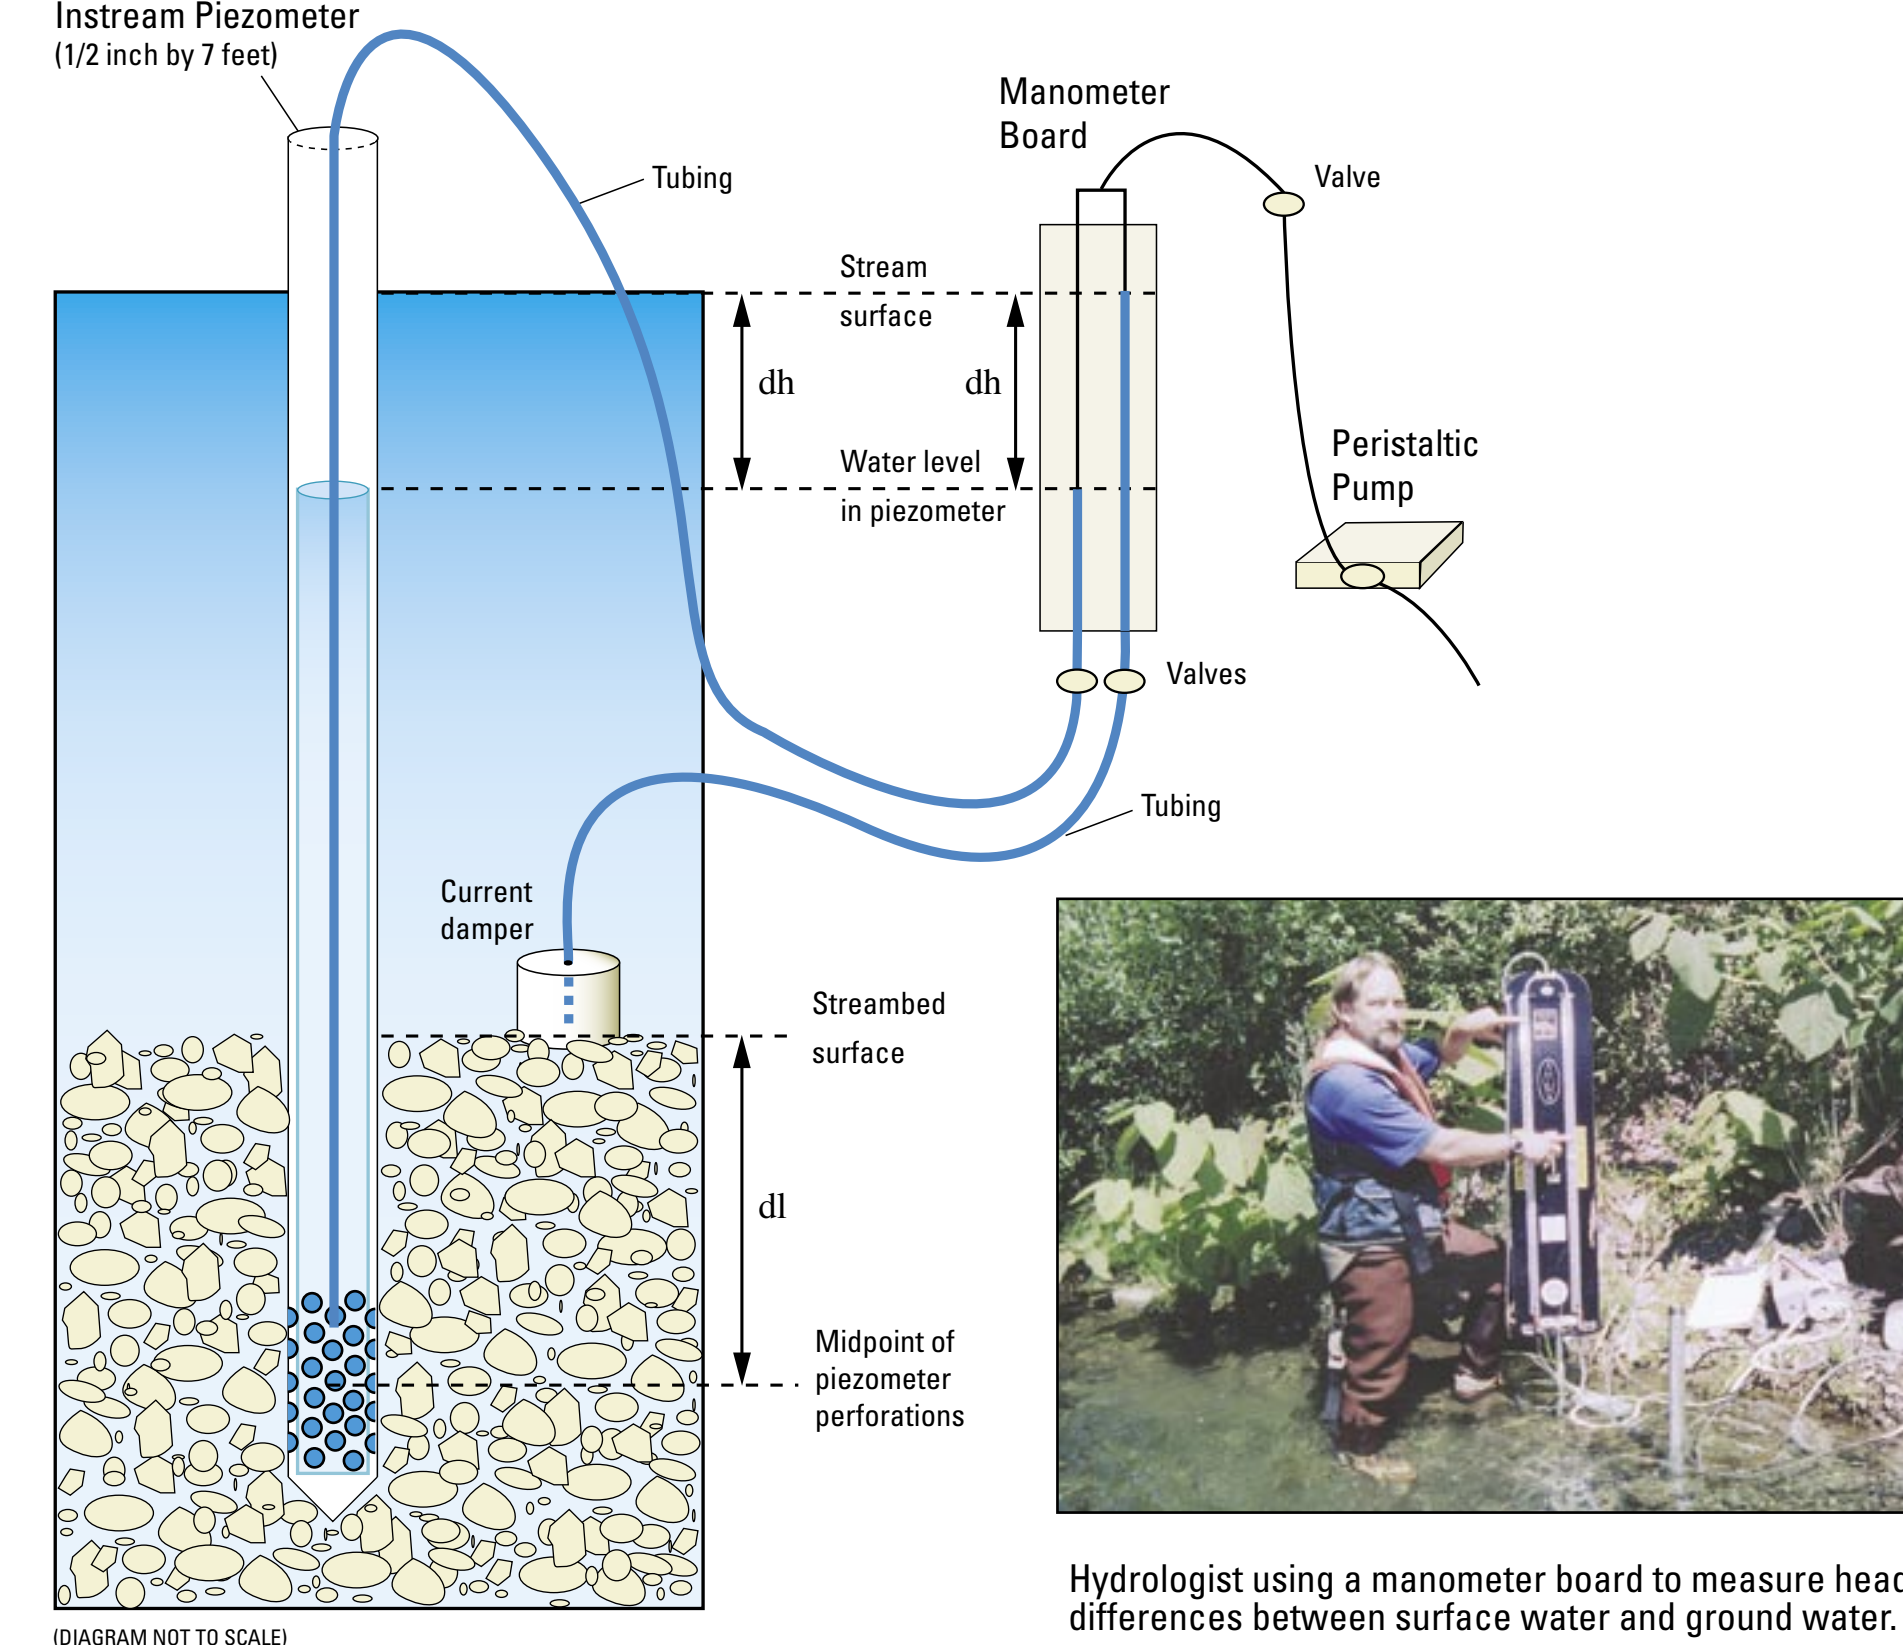 Instream Piezometer
(1/2 inch by 7 feet)
Tubing
Manometer
Board
Valve
Stream
surface
dh
dh
Water level
in piezometer
Peristaltic
Pump
Valves
Tubing
Current
damper
Streambed
surface
dl
Midpoint of
piezometer
perforations
Hydrologist using a manometer board to measure head
differences between surface water and ground water.
(DIAGRAM NOT TO SCALE)